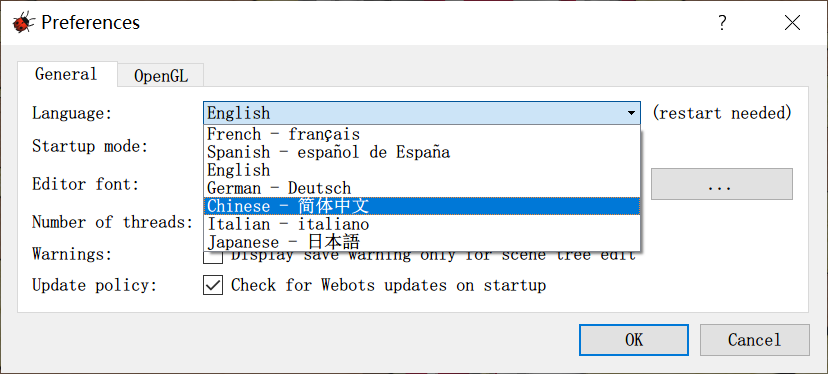 Preferences
General
OpenGL
Language:
English
(restart needed)
French - français
Spanish - español de España
English
German - Deutsch
Chinese - 简体中文
Italian - italiano
Japanese - 日本語
Startup mode:
Editor font:
...
Number of threads:
Warnings:
Display save warning only for scene tree edit
Update policy:
Check for Webots updates on startup
OK
Cancel